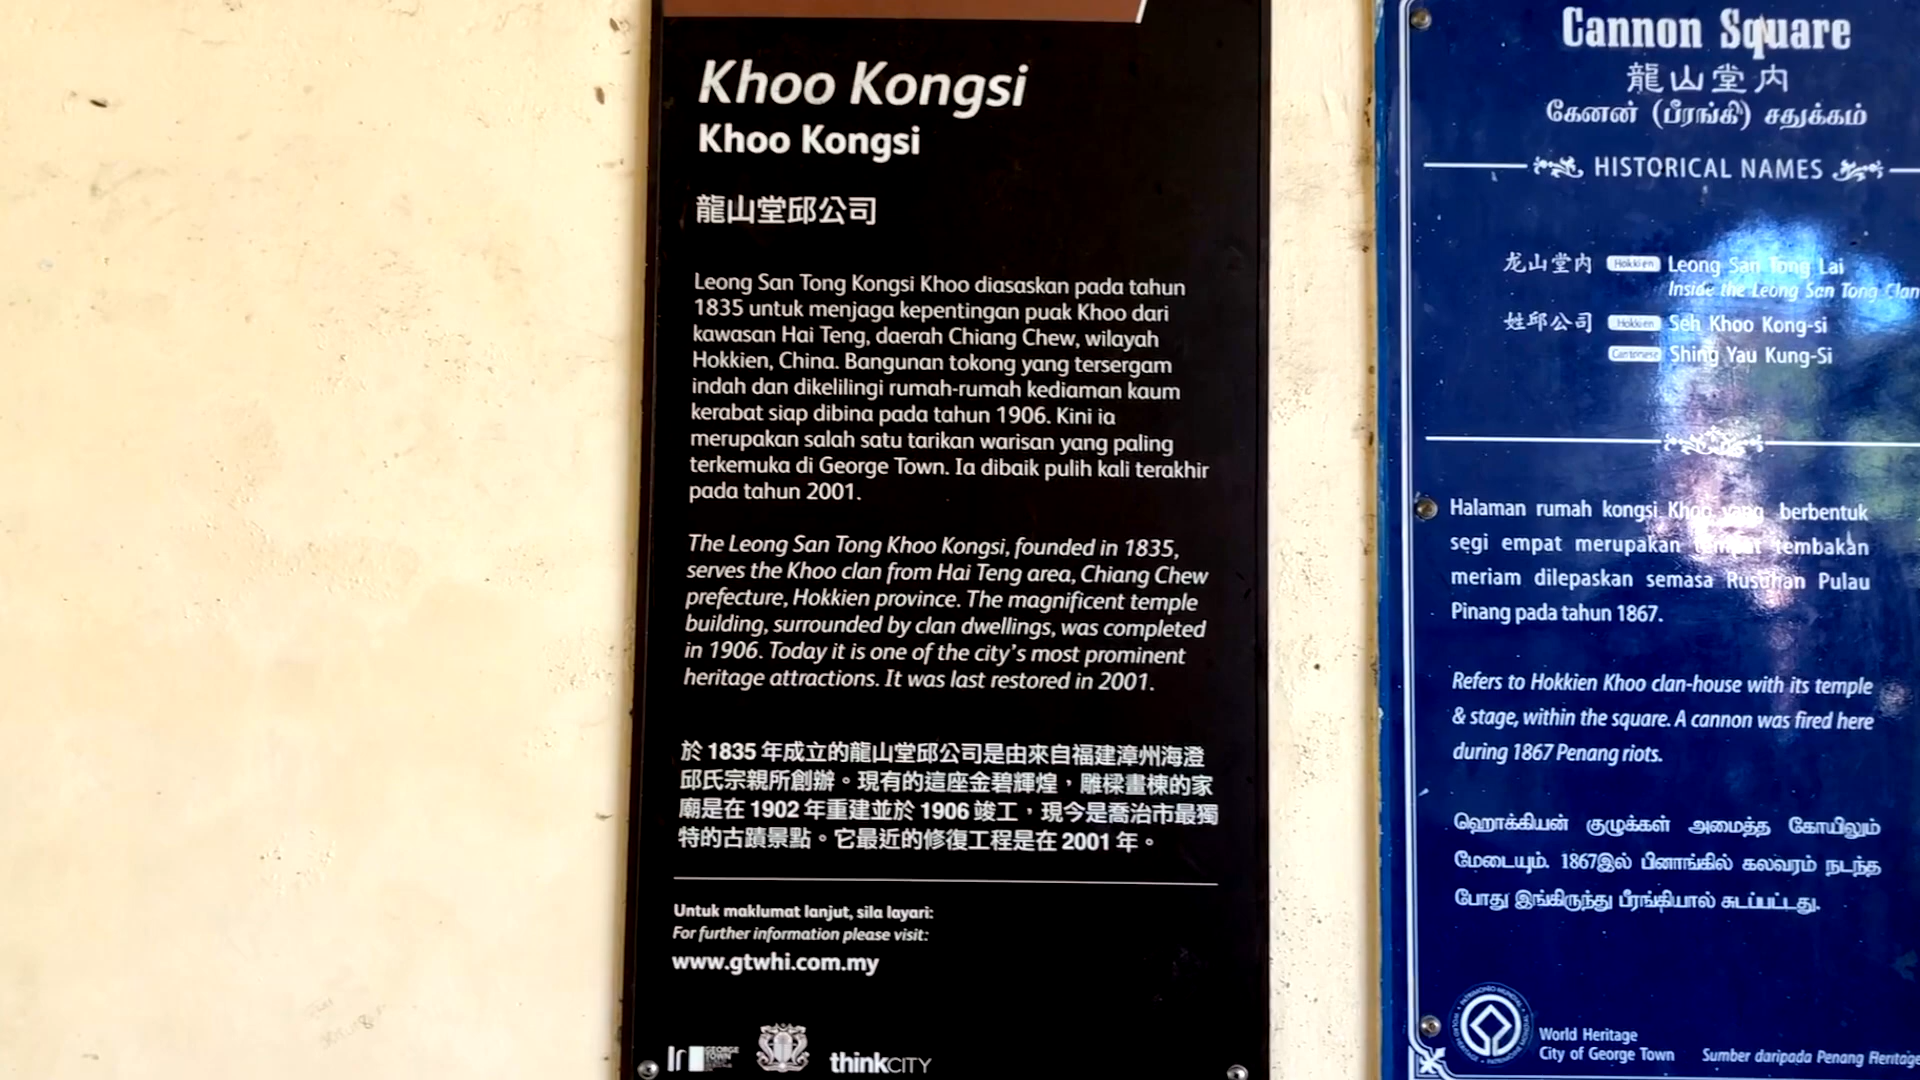 Khoo Kongsi
Khoo Kongsi
龍山堂邱公司
Leong San Tong Kongsi Khoo diasaskan pada tahun
1835 untuk menjaga kepentingan puak Khoo dari
kawasan Hai Teng, daerah Chiang Chew, wilayah
Hokkien, China. Bangunan tokong yang tersergam
indah dan dikelilingi rumah-rumah kediaman kaum
kerabat siap dibina pada tahun 1906. Kini ia
merupakan salah satu tarikan warisan yang paling
terkemuka di George Town. Ia dibaik pulih kali terakhir
pada tahun 2001.
The Leong San Tong Khoo Kongsi, founded in 1835,
serves the Khoo clan from Hai Teng area, Chiang Chew
prefecture, Hokkien province. The magnificent temple
building, surrounded by clan dwellings, was completed
in 1906. Today it is one of the city's most prominent
heritage attractions. It was last restored in 2001.
於 1835 年成立的龍山堂邱公司是由來自福建漳州海澄
邱氏宗親所創辦。現有的這座金碧輝煌，雕樑畫棟的家
廟是在 1902 年重建並於 1906 竣工，現今是喬治市最獨
特的古蹟景點。它最近的修復工程是在 2001 年。
Untuk maklumat lanjut, sila layari:
For further information please visit:
www.gtwhi.com.my
GEORGE
TOWN
thinkCITY
Cannon Square
龍山堂内
கேனன் (பீரங்கி) சதுக்கம்
HISTORICAL NAMES
龙山堂内 Hokkien Leong San Tong Lai
Inside the Leong San Tong Clan
姓邱公司 Hokkien Seh Khoo Kong-si
Cantonese Shing Yau Kung-Si
Halaman rumah kongsi Khoo yang berbentuk
segi empat merupakan tempat tembakan
meriam dilepaskan semasa Rusuhan Pulau
Pinang pada tahun 1867.
Refers to Hokkien Khoo clan-house with its temple
& stage, within the square. A cannon was fired here
during 1867 Penang riots.
ஹொக்கியன் குழுக்கள் அமைத்த கோயிலும்
மேடையும். 1867இல் பினாங்கில் கலவரம் நடந்த
போது இங்கிருந்து பீரங்கியால் சுடப்பட்டது.
World Heritage
City of George Town
Sumber daripada Penang Heritage